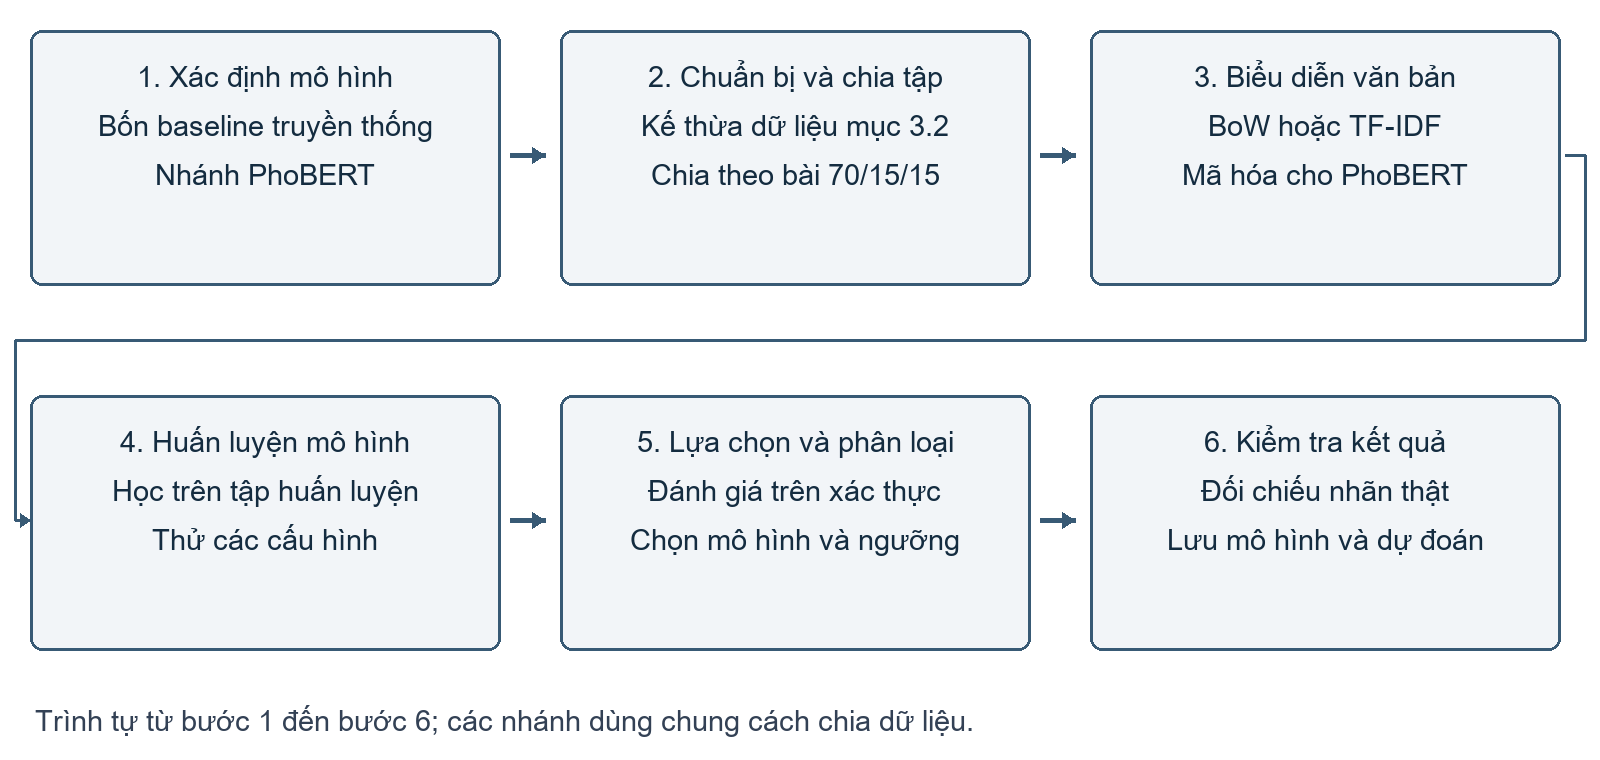 1. Xác định mô hình
Bốn baseline truyền thống
Nhánh PhoBERT
2. Chuẩn bị và chia tập
Kế thừa dữ liệu mục 3.2
Chia theo bài 70/15/15
3. Biểu diễn văn bản
BoW hoặc TF-IDF
Mã hóa cho PhoBERT
4. Huấn luyện mô hình
Học trên tập huấn luyện
Thử các cấu hình
5. Lựa chọn và phân loại
Đánh giá trên xác thực
Chọn mô hình và ngưỡng
6. Kiểm tra kết quả
Đối chiếu nhãn thật
Lưu mô hình và dự đoán
Trình tự từ bước 1 đến bước 6; các nhánh dùng chung cách chia dữ liệu.